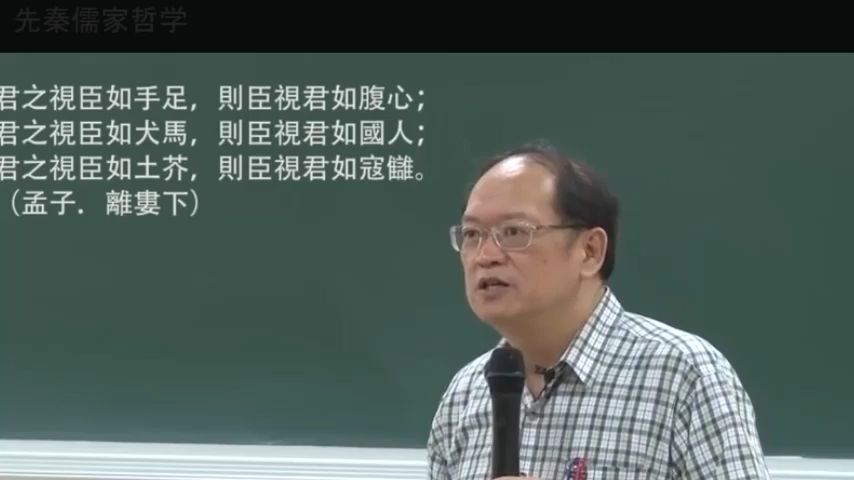 先秦儒家哲学
君之視臣如手足，則臣視君如腹心；
君之視臣如犬馬，則臣視君如國人；
君之視臣如土芥，則臣視君如寇讎。
（孟子．離婁下）